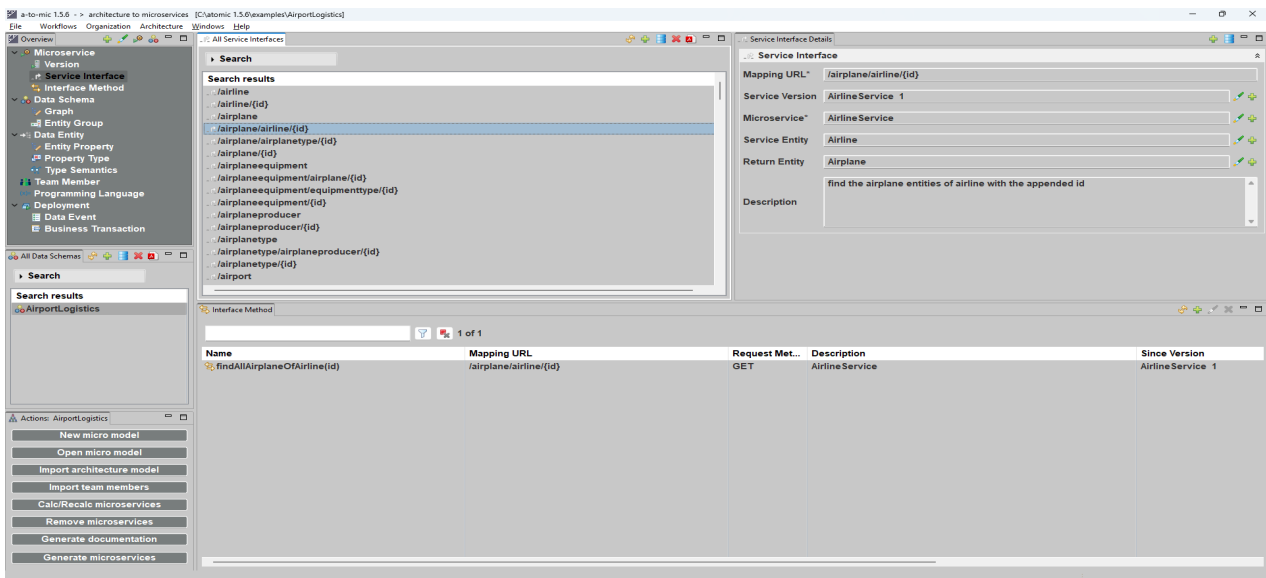 a-to-mic 1.5.6 - -> architecture to microservices [C:\atomic 1.5.6\examples\AirportLogistics]
File Workflows Organization Architecture Windows Help
Overview
Microservice
Version
Service Interface
Interface Method
Data Schema
Graph
Entity Group
Data Entity
Entity Property
Property Type
Type Semantics
Team Member
Programming Language
Deployment
Data Event
Business Transaction
All Data Schemas
Search
Search results
AirportLogistics
Actions: AirportLogistics
New micro model
Open micro model
Import architecture model
Import team members
Calc/Recalc microservices
Remove microservices
Generate documentation
Generate microservices
All Service Interfaces
Search
Search results
/airline
/airline/{id}
/airplane
/airplane/airline/{id}
/airplane/airplanetype/{id}
/airplane/{id}
/airplaneequipment
/airplaneequipment/airplane/{id}
/airplaneequipment/equipmenttype/{id}
/airplaneequipment/{id}
/airplaneproducer
/airplaneproducer/{id}
/airplanetype
/airplanetype/airplaneproducer/{id}
/airplanetype/{id}
/airport
Service Interface Details
Service Interface
Mapping URL* /airplane/airline/{id}
Service Version AirlineService 1
Microservice* AirlineService
Service Entity Airline
Return Entity Airplane
Description find the airplane entities of airline with the appended id
Interface Method
1 of 1
Name Mapping URL Request Met... Description Since Version
findAllAirplaneOfAirline(id) /airplane/airline/{id} GET AirlineService AirlineService 1